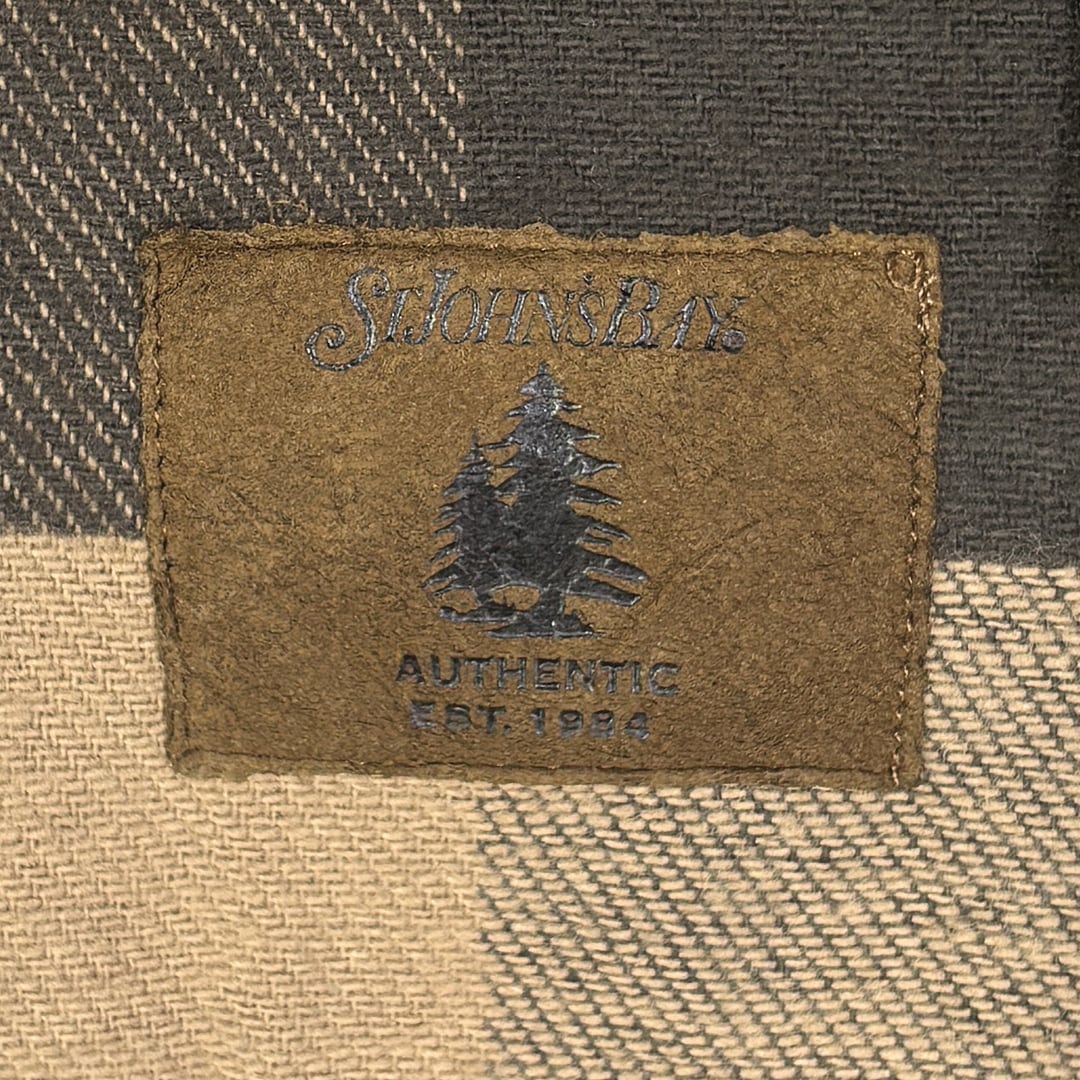 ST. JOHN'S BAY®
AUTHENTIC
EST. 1984